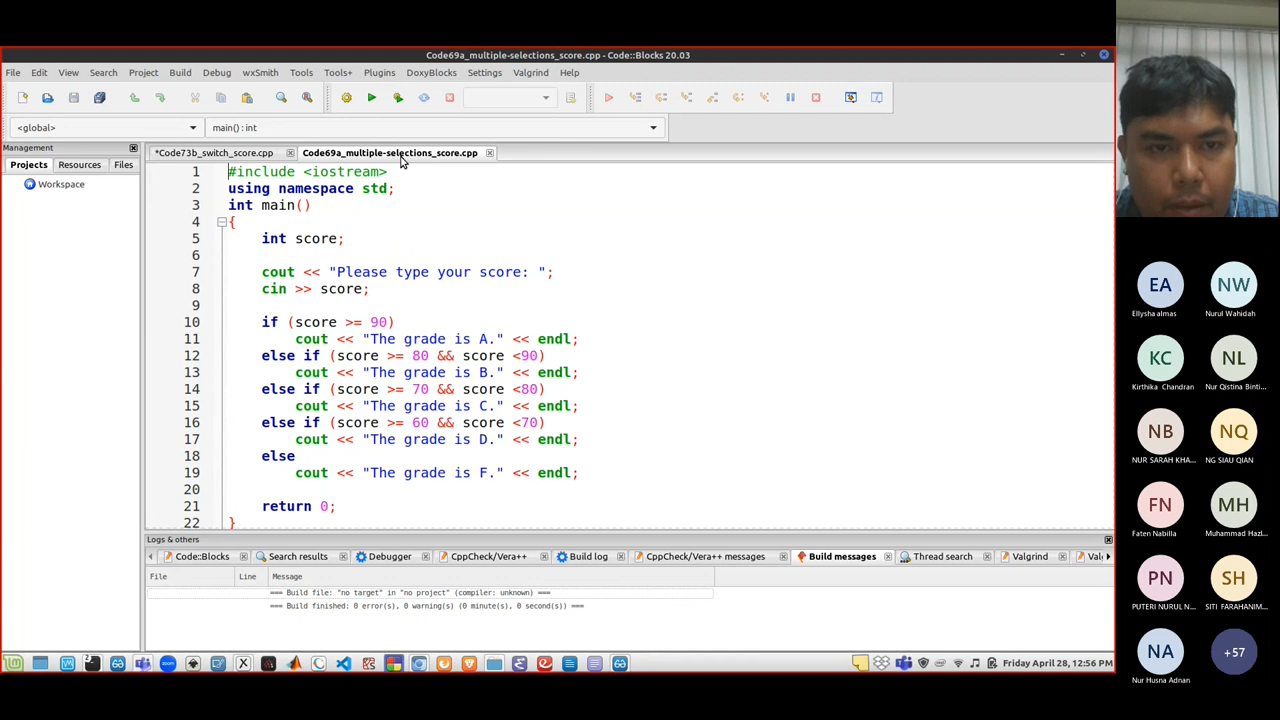 Code69a_multiple-selections_score.cpp - Code::Blocks 20.03
File Edit View Search Project Build Debug wxSmith Tools Tools+ Plugins DoxyBlocks Settings Valgrind Help
<global> main() : int
Management
Projects Resources Files
Workspace
*Code73b_switch_score.cpp Code69a_multiple-selections_score.cpp
1 #include <iostream>
2 using namespace std;
3 int main()
4 {
5 int score;
6
7 cout << "Please type your score: ";
8 cin >> score;
9
10 if (score >= 90)
11 cout << "The grade is A." << endl;
12 else if (score >= 80 && score <90)
13 cout << "The grade is B." << endl;
14 else if (score >= 70 && score <80)
15 cout << "The grade is C." << endl;
16 else if (score >= 60 && score <70)
17 cout << "The grade is D." << endl;
18 else
19 cout << "The grade is F." << endl;
20
21 return 0;
22 }
Logs & others
Code::Blocks Search results Debugger CppCheck/Vera++ Build log CppCheck/Vera++ messages Build messages Thread search Valgrind
File Line Message
=== Build file: "no target" in "no project" (compiler: unknown) ===
=== Build finished: 0 error(s), 0 warning(s) (0 minute(s), 0 second(s)) ===
zoom
Friday April 28, 12:56 PM
EA NW
Ellysha almas Nurul Wahidah
KC NL
Kirthika Chandran Nur Qistina Binti...
NB NQ
NUR SARAH KHA... NG SIAU QIAN
FN MH
Faten Nabilla Muhammad Hazi...
PN SH
PUTERI NURUL N... SITI FARAHANIM...
NA +57
Nur Husna Adnan